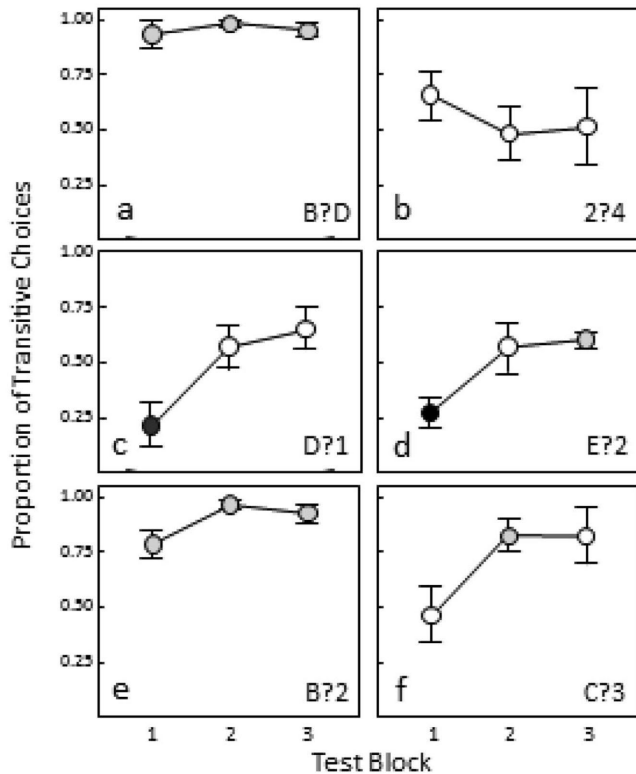 Proportion of Transitive Choices
1.00
0.75
0.50
0.25
a B?D
b 2?4
1.00
0.75
0.50
0.25
c D?1
d E?2
1.00
0.75
0.50
0.25
e B?2
f C?3
1 2 3 1 2 3
Test Block